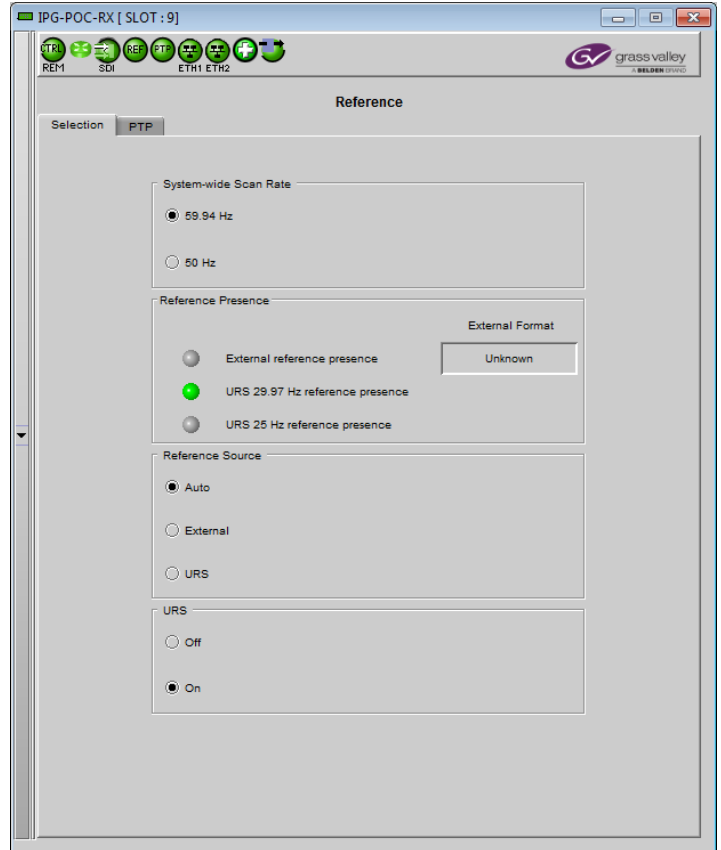 IPG-POC-RX [ SLOT : 9]
CTRL REF PTP
REM SDI ETH1 ETH2
GV grass valley
A BELDEN BRAND
Reference
Selection PTP
System-wide Scan Rate
59.94 Hz
50 Hz
Reference Presence
External Format
External reference presence Unknown
URS 29.97 Hz reference presence
URS 25 Hz reference presence
Reference Source
Auto
External
URS
URS
Off
On